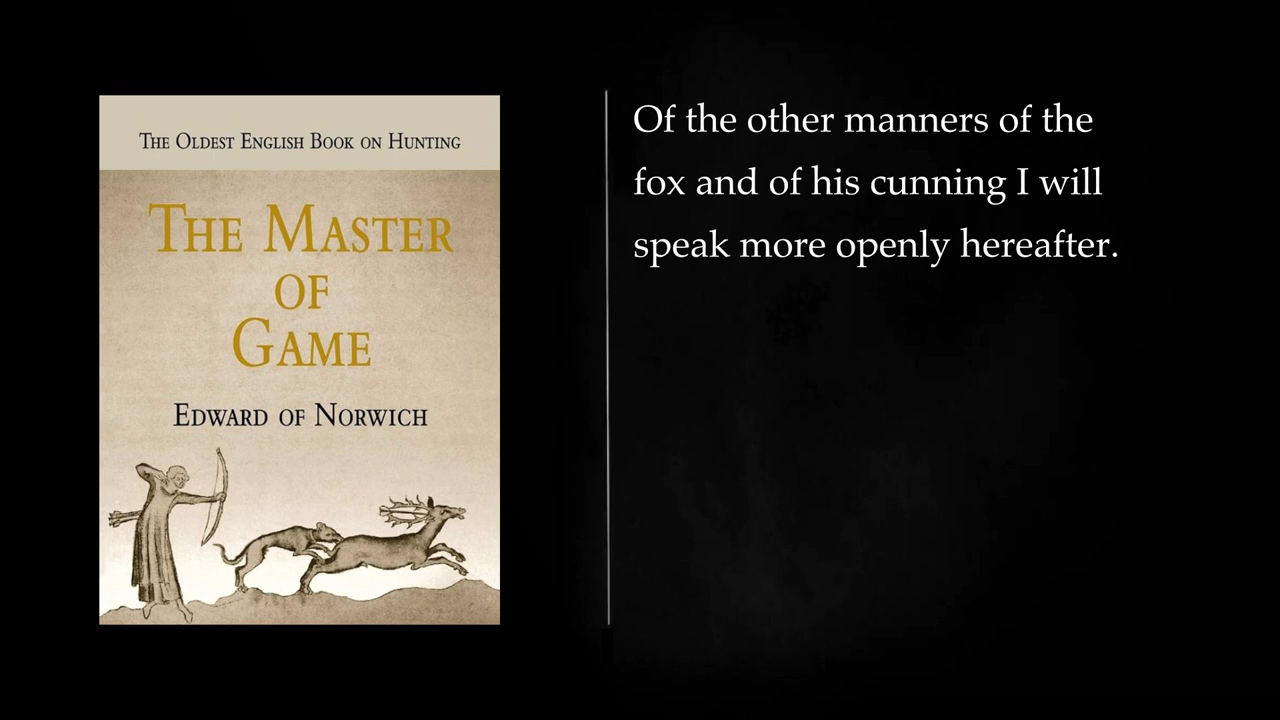 The Oldest English Book on Hunting
The Master
of
Game
Edward of Norwich
Of the other manners of the
fox and of his cunning I will
speak more openly hereafter.